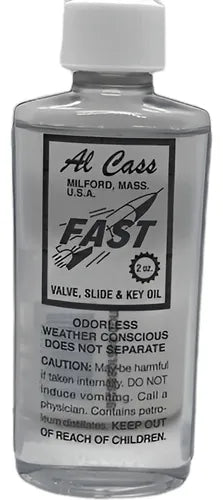 Al Cass
MILFORD, MASS.
U.S.A.
FAST
2 oz.
VALVE, SLIDE & KEY OIL
ODORLESS
WEATHER CONSCIOUS
DOES NOT SEPARATE
CAUTION: May be harmful
if taken internally. DO NOT
induce vomiting. Call a
physician. Contains petro-
leum distillates. KEEP OUT
OF REACH OF CHILDREN.